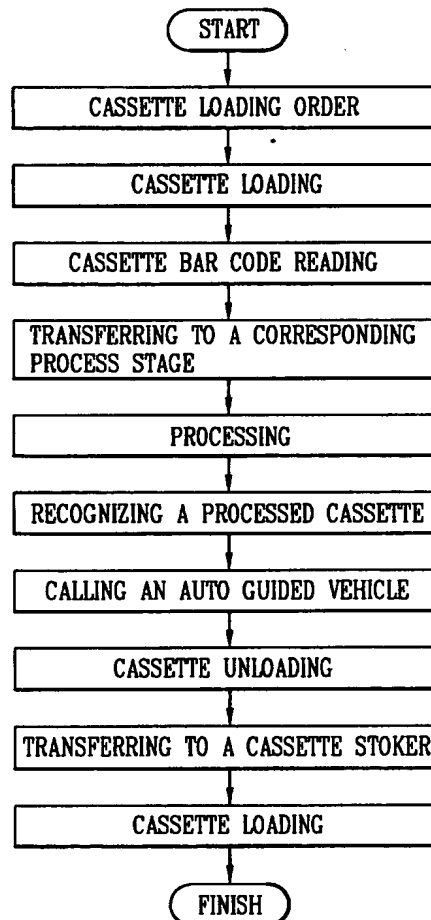 START
CASSETTE LOADING ORDER
CASSETTE LOADING
CASSETTE BAR CODE READING
TRANSFERRING TO A CORRESPONDING
PROCESS STAGE
PROCESSING
RECOGNIZING A PROCESSED CASSETTE
CALLING AN AUTO GUIDED VEHICLE
CASSETTE UNLOADING
TRANSFERRING TO A CASSETTE STOKER
CASSETTE LOADING
FINISH